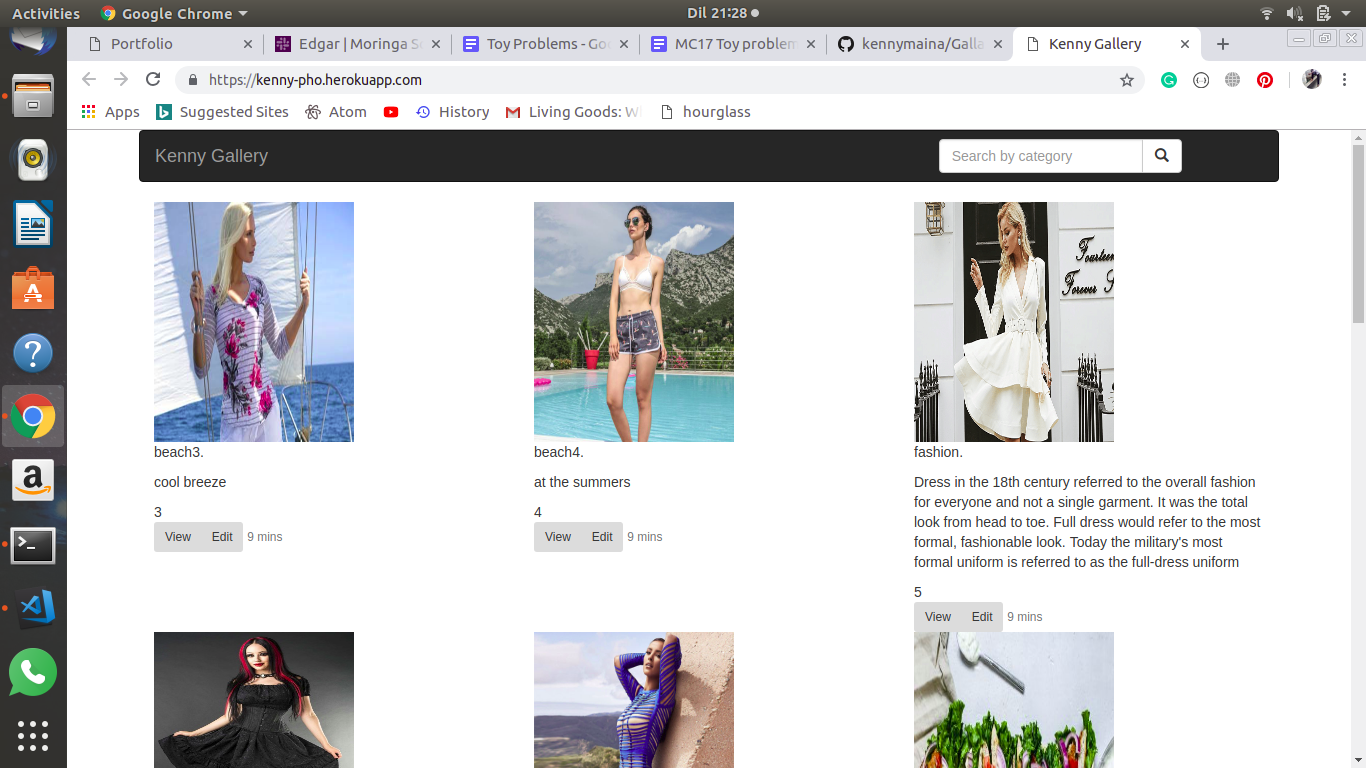 Activities
Google Chrome
Dil 21:28
Portfolio
Edgar | Moringa S
Toy Problems - Go
MC17 Toy problem
kennymaina/Galla
Kenny Gallery
https://kenny-pho.herokuapp.com
Apps
Suggested Sites
Atom
History
Living Goods: W
hourglass
Kenny Gallery
Search by category
Fourteen
Forever S
beach3.
cool breeze
3
View Edit 9 mins
beach4.
at the summers
4
View Edit 9 mins
fashion.
Dress in the 18th century referred to the overall fashion
for everyone and not a single garment. It was the total
look from head to toe. Full dress would refer to the most
formal, fashionable look. Today the military's most
formal uniform is referred to as the full-dress uniform
5
View Edit 9 mins